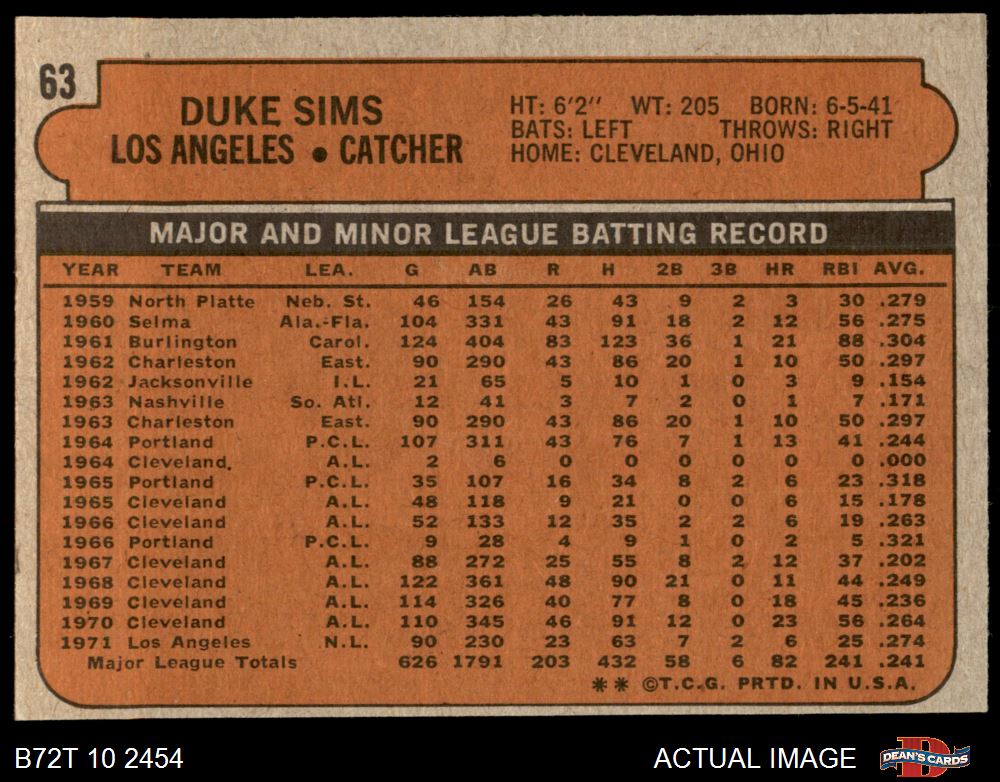 63
DUKE SIMS
LOS ANGELES • CATCHER
HT: 6'2" WT: 205 BORN: 6-5-41
BATS: LEFT THROWS: RIGHT
HOME: CLEVELAND, OHIO
MAJOR AND MINOR LEAGUE BATTING RECORD
YEAR TEAM LEA. G AB R H 2B 3B HR RBI AVG.
1959 North Platte Neb. St. 46 154 26 43 9 2 3 30 .279
1960 Selma Ala.-Fla. 104 331 43 91 18 2 12 56 .275
1961 Burlington Carol. 124 404 83 123 36 1 21 88 .304
1962 Charleston East. 90 290 43 86 20 1 10 50 .297
1962 Jacksonville I.L. 21 65 5 10 1 0 3 9 .154
1963 Nashville So. Atl. 12 41 3 7 2 0 1 7 .171
1963 Charleston East. 90 290 43 86 20 1 10 50 .297
1964 Portland P.C.L. 107 311 43 76 7 1 13 41 .244
1964 Cleveland. A.L. 2 6 0 0 0 0 0 0 .000
1965 Portland P.C.L. 35 107 16 34 8 2 6 23 .318
1965 Cleveland A.L. 48 118 9 21 0 0 6 15 .178
1966 Cleveland A.L. 52 133 12 35 2 2 6 19 .263
1966 Portland P.C.L. 9 28 4 9 1 0 2 5 .321
1967 Cleveland A.L. 88 272 25 55 8 2 12 37 .202
1968 Cleveland A.L. 122 361 48 90 21 0 11 44 .249
1969 Cleveland A.L. 114 326 40 77 8 0 18 45 .236
1970 Cleveland A.L. 110 345 46 91 12 0 23 56 .264
1971 Los Angeles N.L. 90 230 23 63 7 2 6 25 .274
Major League Totals 626 1791 203 432 58 6 82 241 .241
** ©T.C.G. PRTD. IN U.S.A.
B72T 10 2454
ACTUAL IMAGE
D
DEAN'S CARDS